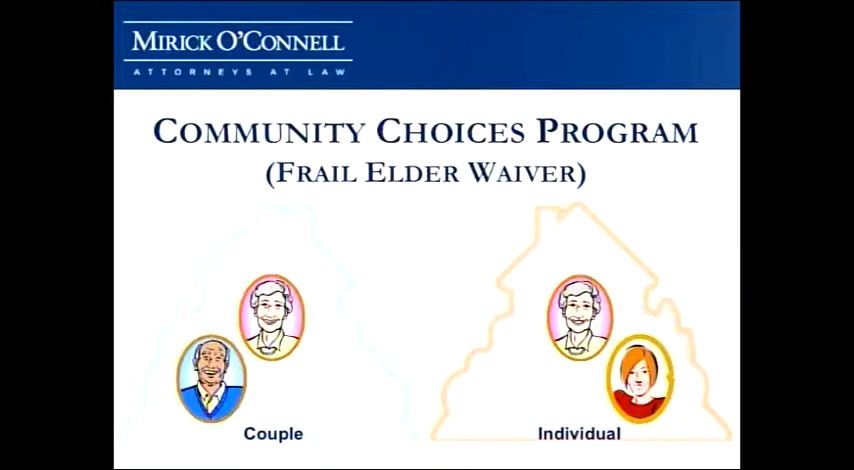 MIRICK O'CONNELL
ATTORNEYS AT LAW
COMMUNITY CHOICES PROGRAM
(FRAIL ELDER WAIVER)
Couple
Individual